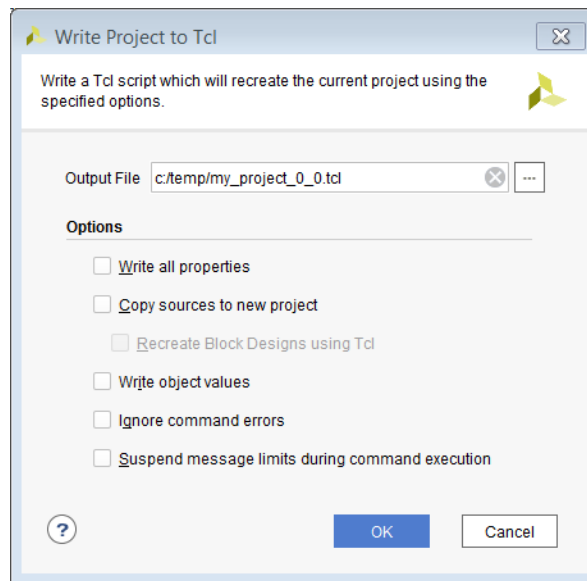 Write Project to Tcl
Write a Tcl script which will recreate the current project using the
specified options.
Output File c:/temp/my_project_0_0.tcl ...
Options
Write all properties
Copy sources to new project
Recreate Block Designs using Tcl
Write object values
Ignore command errors
Suspend message limits during command execution
? OK Cancel